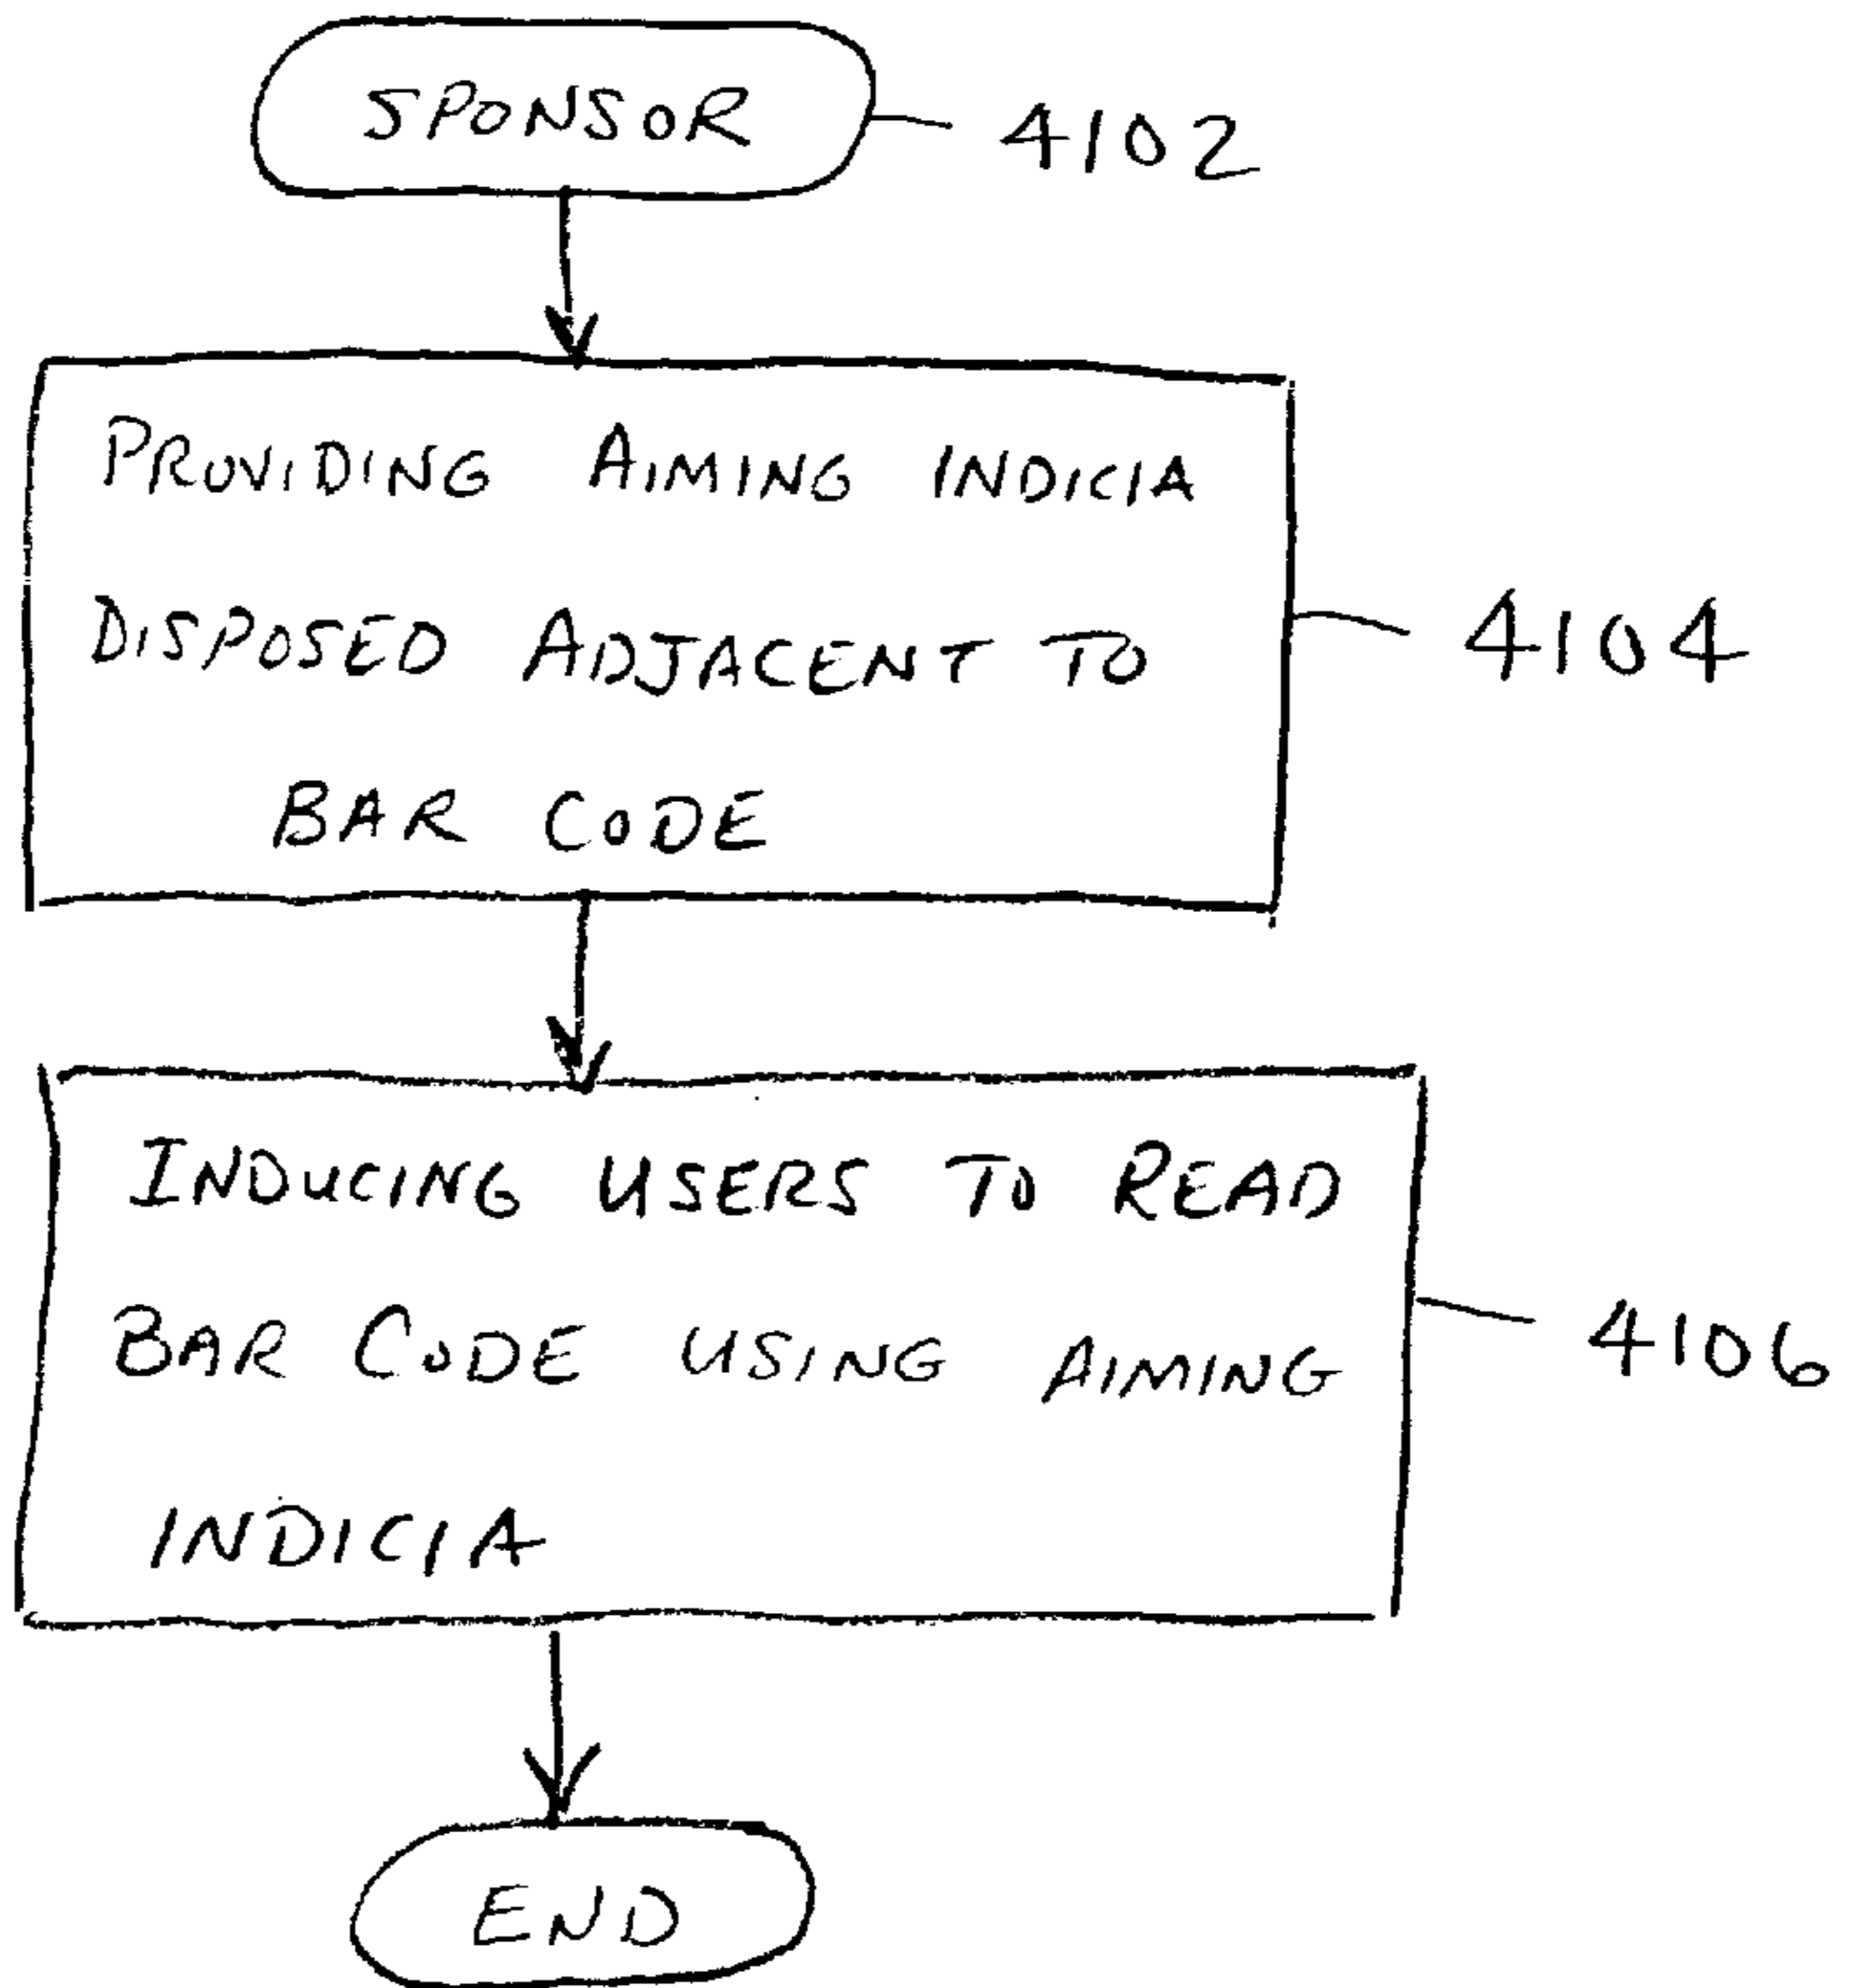 SPONSOR
4102
PROVIDING AIMING INDICIA
DISPOSED ADJACENT TO
BAR CODE
4104
INDUCING USERS TO READ
BAR CODE USING AIMING
INDICIA
4106
END